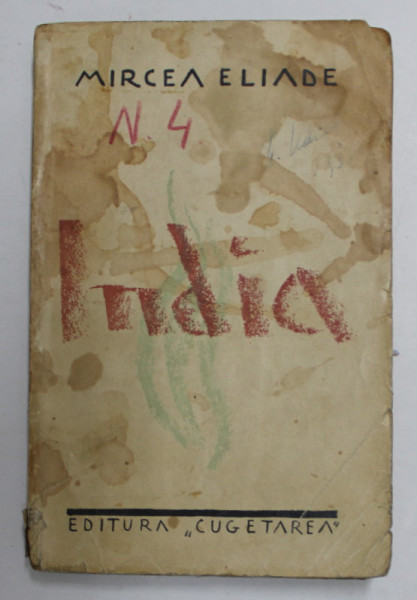 MIRCEA ELIADE
N. 4
India
EDITURA „CUGETAREA”